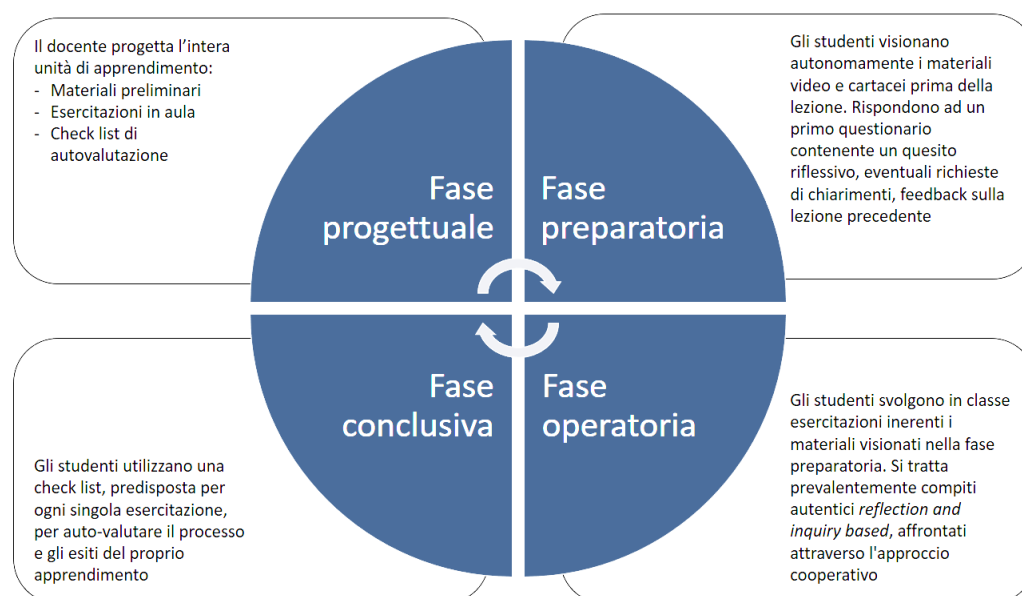 Il docente progetta l’intera
unità di apprendimento:
- Materiali preliminari
- Esercitazioni in aula
- Check list di
autovalutazione
Fase
progettuale
Fase
preparatoria
Gli studenti visionano
autonomamente i materiali
video e cartacei prima della
lezione. Rispondono ad un
primo questionario
contenente un quesito
riflessivo, eventuali richieste
di chiarimenti, feedback sulla
lezione precedente
Fase
conclusiva
Gli studenti utilizzano una
check list, predisposta per
ogni singola esercitazione,
per auto-valutare il processo
e gli esiti del proprio
apprendimento
Fase
operatoria
Gli studenti svolgono in classe
esercitazioni inerenti i
materiali visionati nella fase
preparatoria. Si tratta
prevalentemente compiti
autentici reflection and
inquiry based, affrontati
attraverso l'approccio
cooperativo